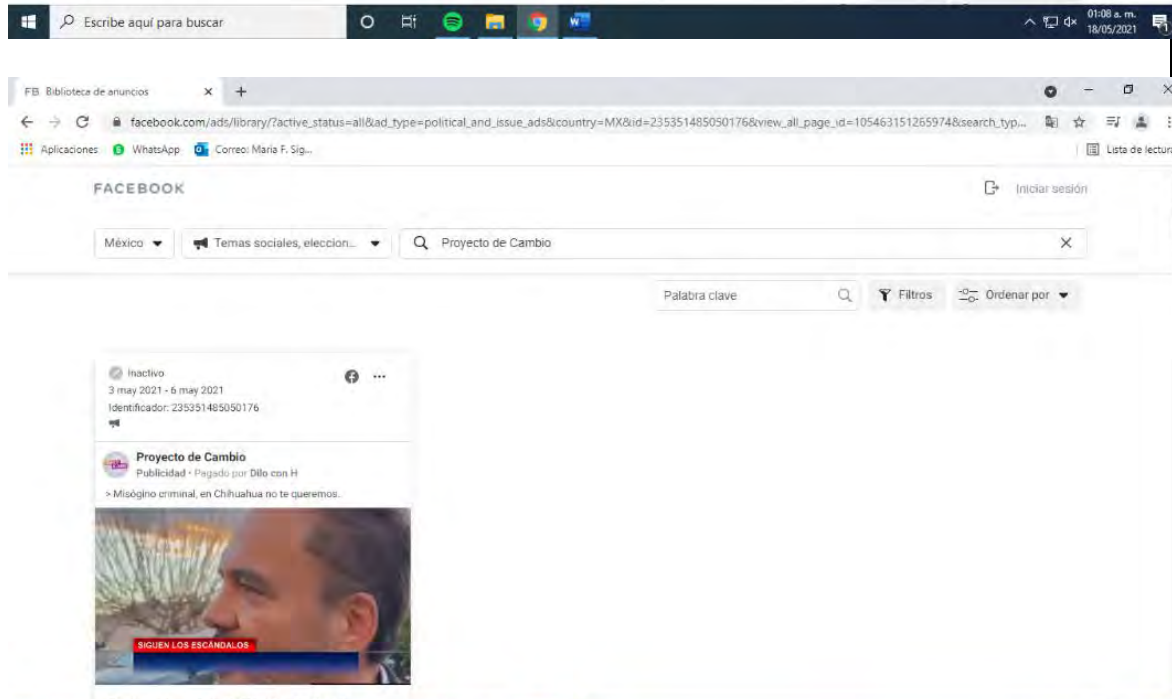 Escribe aquí para buscar
01:08 a. m.
18/05/2021
1
FB Biblioteca de anuncios
facebook.com/ads/library/?active_status=all&ad_type=political_and_issue_ads&country=MX&id=235351485050176&view_all_page_id=105463151265974&search_typ...
Aplicaciones WhatsApp Correo: Maria F. Sig... Lista de lectura
FACEBOOK Iniciar sesión
México Temas sociales, eleccion... Proyecto de Cambio
Palabra clave Filtros Ordenar por
Inactivo
3 may 2021 - 6 may 2021
Identificador: 235351485050176
Proyecto de Cambio
Publicidad • Pagado por Dilo con H
> Misógino criminal, en Chihuahua no te queremos.
SIGUEN LOS ESCÁNDALOS